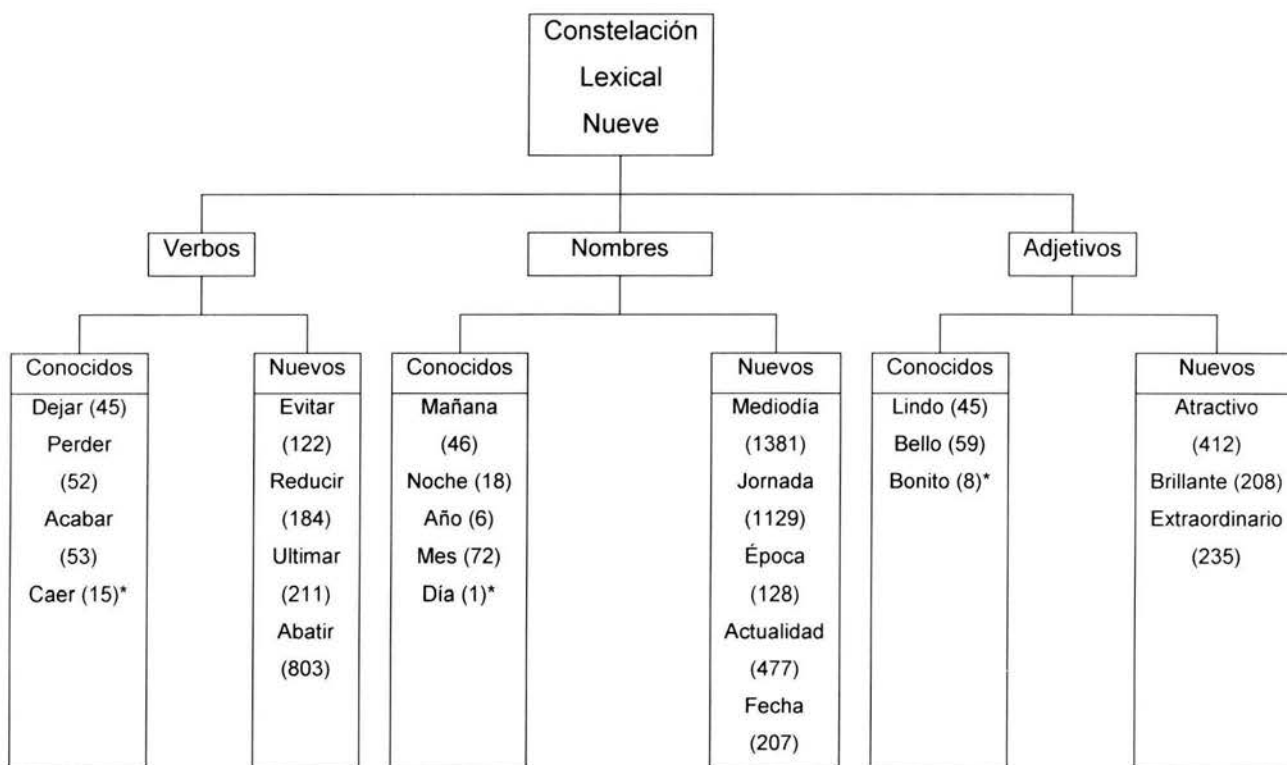 Constelación
Lexical
Nueve
Verbos
Nombres
Adjetivos
Conocidos
Dejar (45)
Perder
(52)
Acabar
(53)
Caer (15)*
Nuevos
Evitar
(122)
Reducir
(184)
Ultimar
(211)
Abatir
(803)
Conocidos
Mañana
(46)
Noche (18)
Año (6)
Mes (72)
Día (1)*
Nuevos
Mediodía
(1381)
Jornada
(1129)
Época
(128)
Actualidad
(477)
Fecha
(207)
Conocidos
Lindo (45)
Bello (59)
Bonito (8)*
Nuevos
Atractivo
(412)
Brillante (208)
Extraordinario
(235)